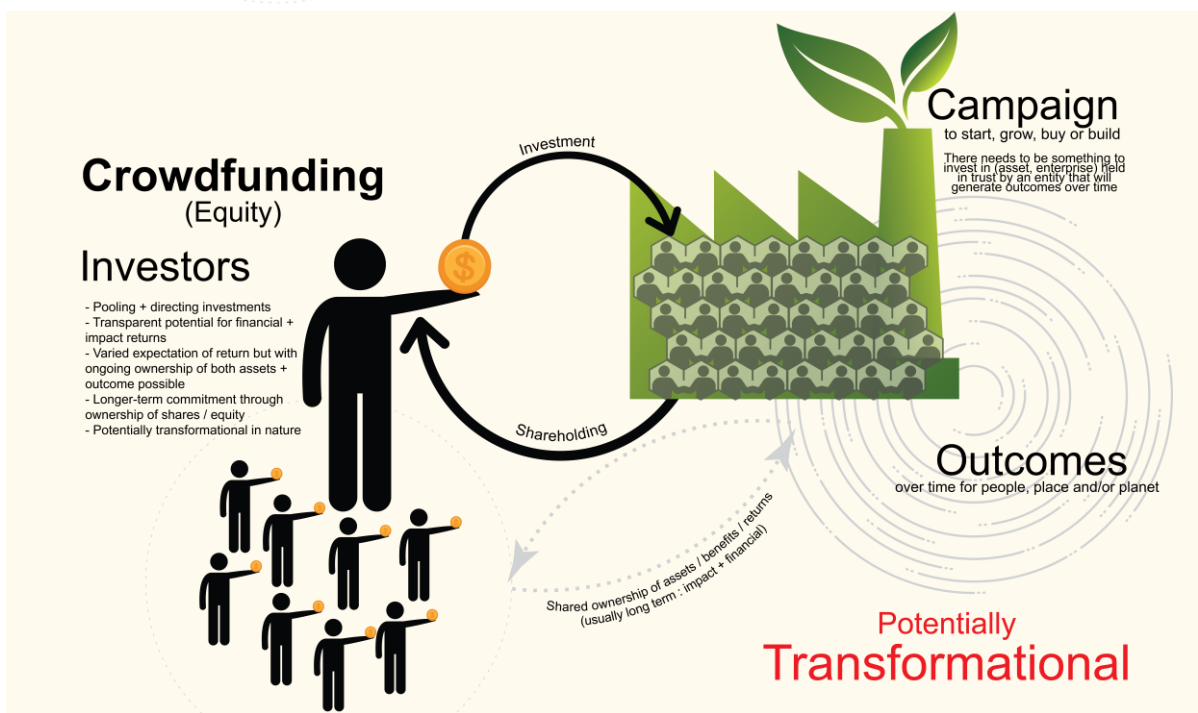 Crowdfunding
(Equity)
Investors
- Pooling + directing investments
- Transparent potential for financial +
impact returns
- Varied expectation of return but with
ongoing ownership of both assets +
outcome possible
- Longer-term commitment through
ownership of shares / equity
- Potentially transformational in nature
$
Investment
Shareholding
Campaign
to start, grow, buy or build
There needs to be something to
invest in (asset, enterprise) held
in trust by an entity that will
generate outcomes over time
Outcomes
over time for people, place and/or planet
Shared ownership of assets / benefits / returns
(usually long term : impact + financial)
Potentially
Transformational